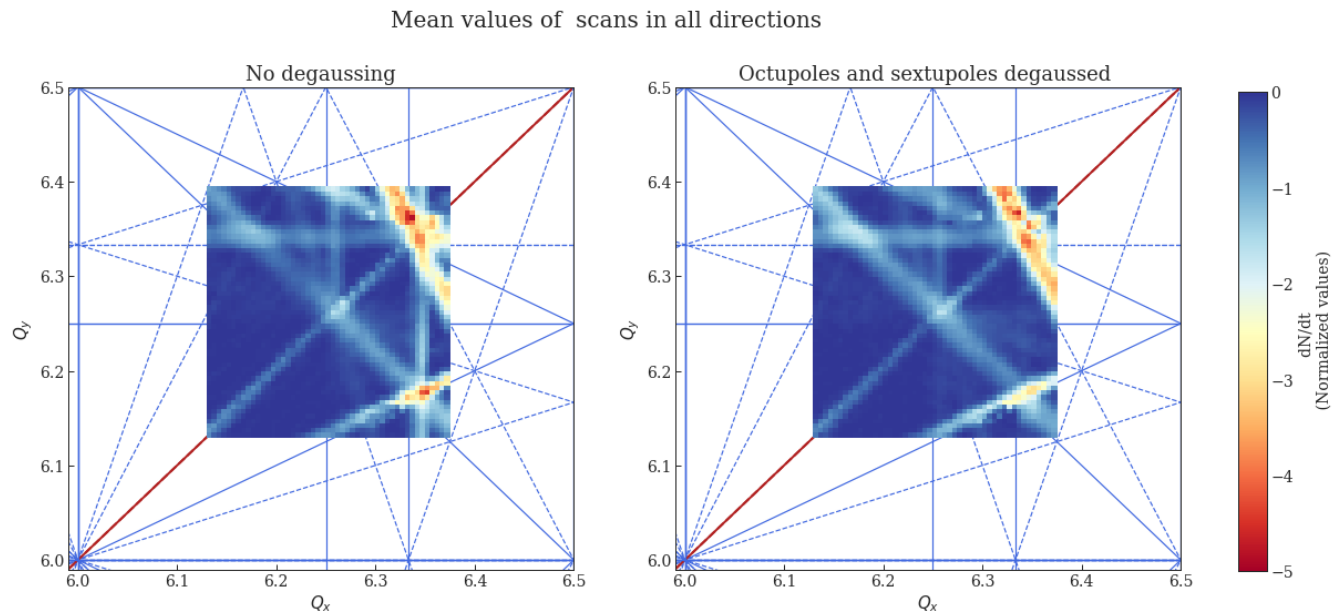 Mean values of  scans in all directions
No degaussing
6.5
6.4
6.3
6.2
6.1
6.0
Q_y
6.0 6.1 6.2 6.3 6.4 6.5
Q_x
Octupoles and sextupoles degaussed
6.5
6.4
6.3
6.2
6.1
6.0
Q_y
6.0 6.1 6.2 6.3 6.4 6.5
Q_x
0
−1
−2
−3
−4
−5
dN/dt
(Normalized values)